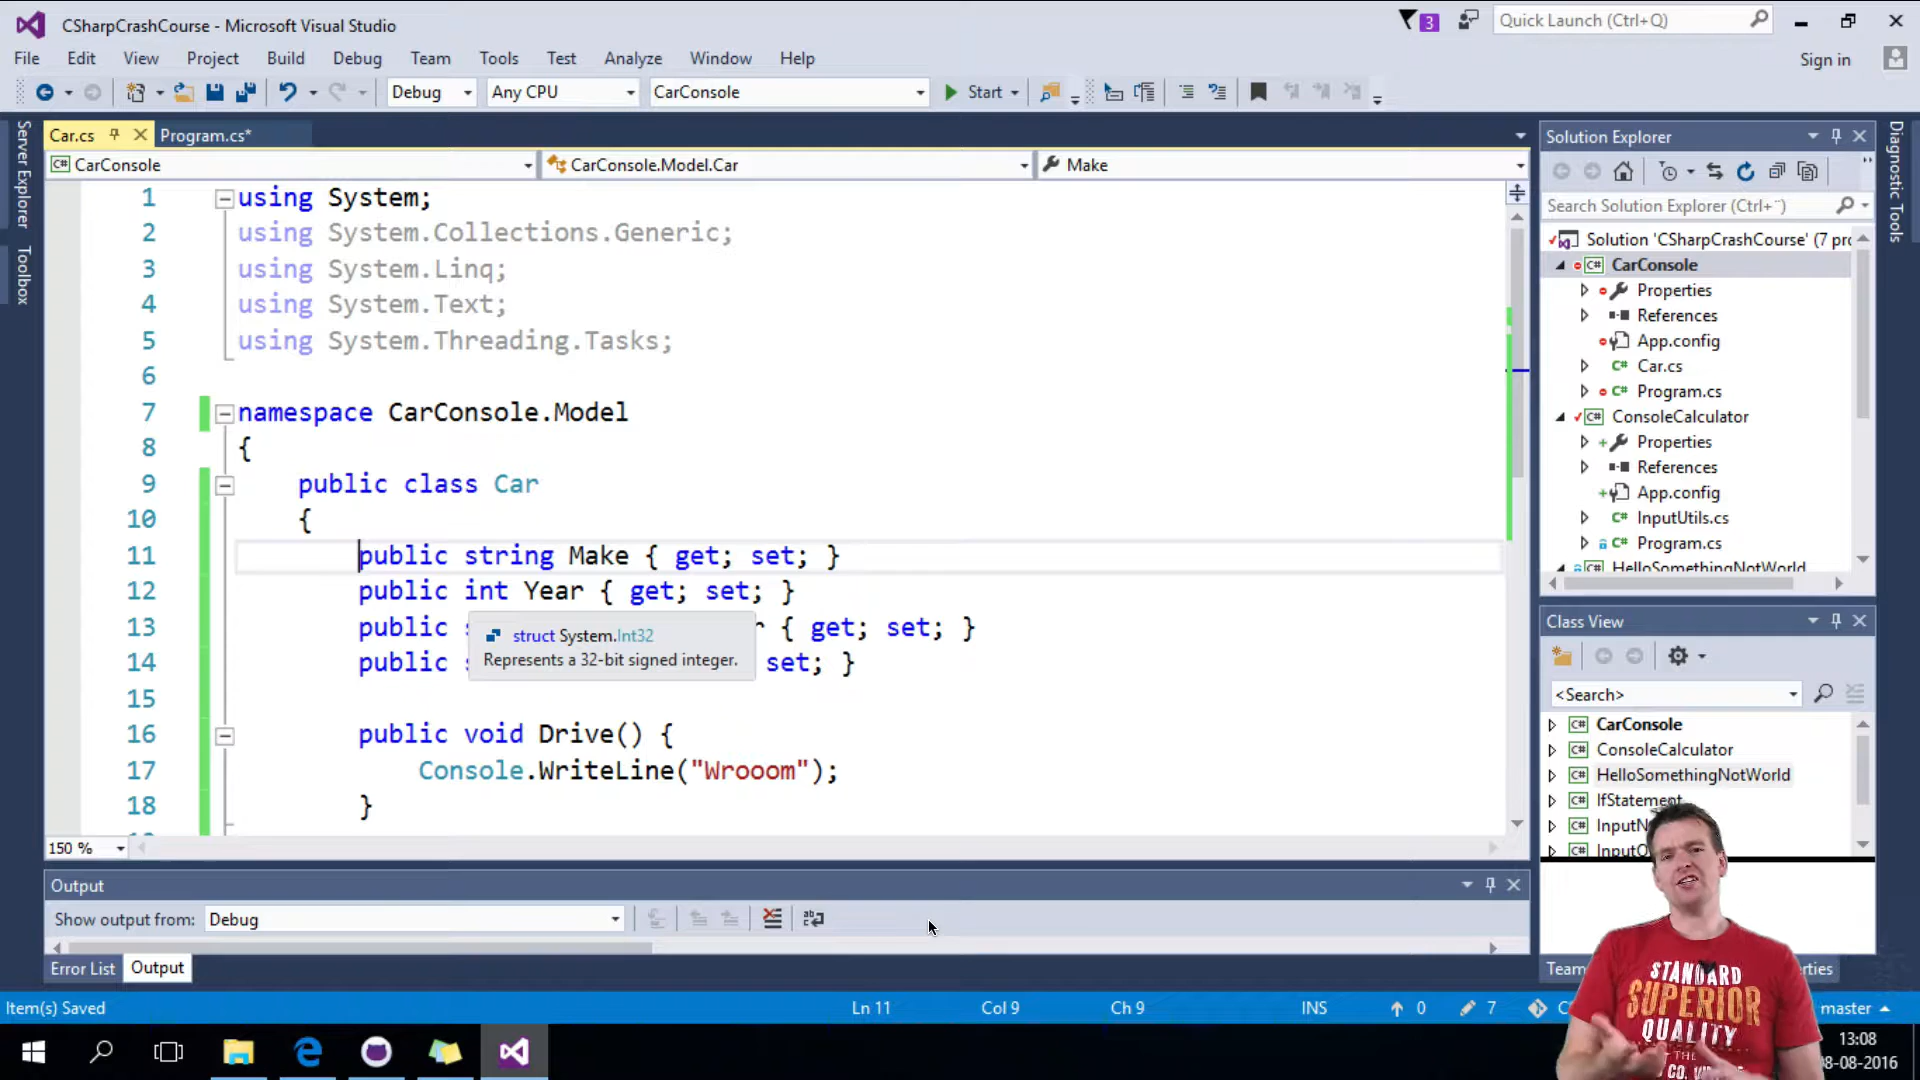 CSharpCrashCourse - Microsoft Visual Studio
3
Quick Launch (Ctrl+Q)
File Edit View Project Build Debug Team Tools Test Analyze Window Help
Sign in
Debug Any CPU CarConsole Start
Server Explorer
Toolbox
Car.cs Program.cs*
CarConsole CarConsole.Model.Car Make
1 using System;
2 using System.Collections.Generic;
3 using System.Linq;
4 using System.Text;
5 using System.Threading.Tasks;
6
7 namespace CarConsole.Model
8 {
9 public class Car
10 {
11 public string Make { get; set; }
12 public int Year { get; set; }
13 public { get; set; }
14 public set; }
struct System.Int32
Represents a 32-bit signed integer.
15
16 public void Drive() {
17 Console.WriteLine("Wrooom");
18 }
150 %
Output
Show output from: Debug
Error List Output
Solution Explorer
Search Solution Explorer (Ctrl+¨)
Solution 'CSharpCrashCourse' (7 pro
CarConsole
Properties
References
App.config
Car.cs
Program.cs
ConsoleCalculator
Properties
References
App.config
InputUtils.cs
Program.cs
HelloSomethingNotWorld
Class View
<Search>
CarConsole
ConsoleCalculator
HelloSomethingNotWorld
IfStatement
Diagnostic Tools
STANDARD
SUPERIOR
QUALITY
THE
Item(s) Saved Ln 11 Col 9 Ch 9 INS 0 7 master
13:08